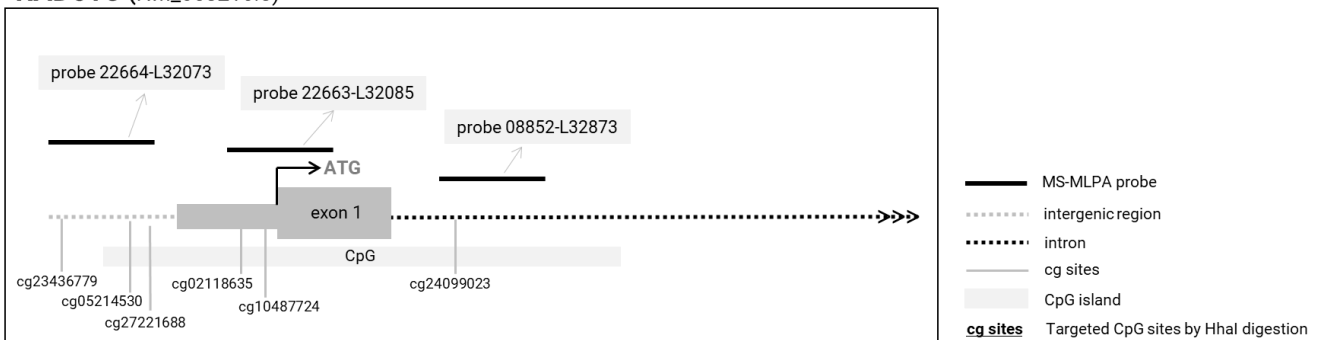 probe 22664-L32073
probe 22663-L32085
probe 08852-L32873
ATG
exon 1
CpG
cg23436779
cg05214530
cg27221688
cg02118635
cg10487724
cg24099023
MS-MLPA probe
intergenic region
intron
cg sites
CpG island
cg sites Targeted CpG sites by HhaI digestion